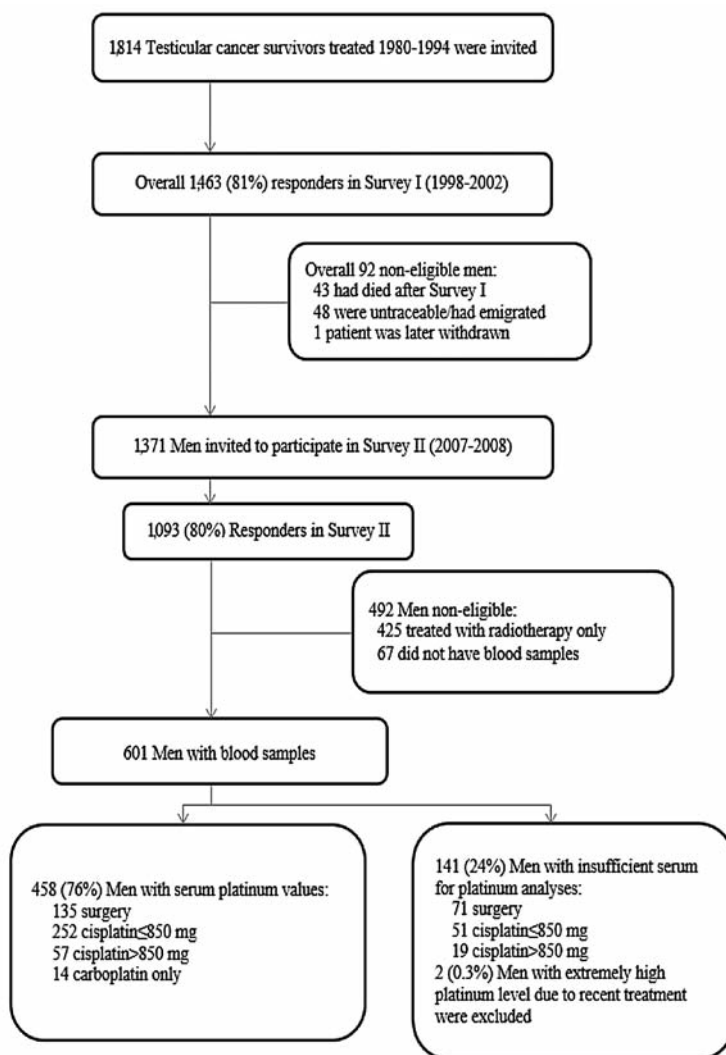 1,814 Testicular cancer survivors treated 1980-1994 were invited
Overall 1,463 (81%) responders in Survey I (1998-2002)
Overall 92 non-eligible men:
43 had died after Survey I
48 were untraceable/had emigrated
1 patient was later withdrawn
1,371 Men invited to participate in Survey II (2007-2008)
1,093 (80%) Responders in Survey II
492 Men non-eligible:
425 treated with radiotherapy only
67 did not have blood samples
601 Men with blood samples
458 (76%) Men with serum platinum values:
135 surgery
252 cisplatin≤850 mg
57 cisplatin>850 mg
14 carboplatin only
141 (24%) Men with insufficient serum
for platinum analyses:
71 surgery
51 cisplatin≤850 mg
19 cisplatin>850 mg
2 (0.3%) Men with extremely high
platinum level due to recent treatment
were excluded